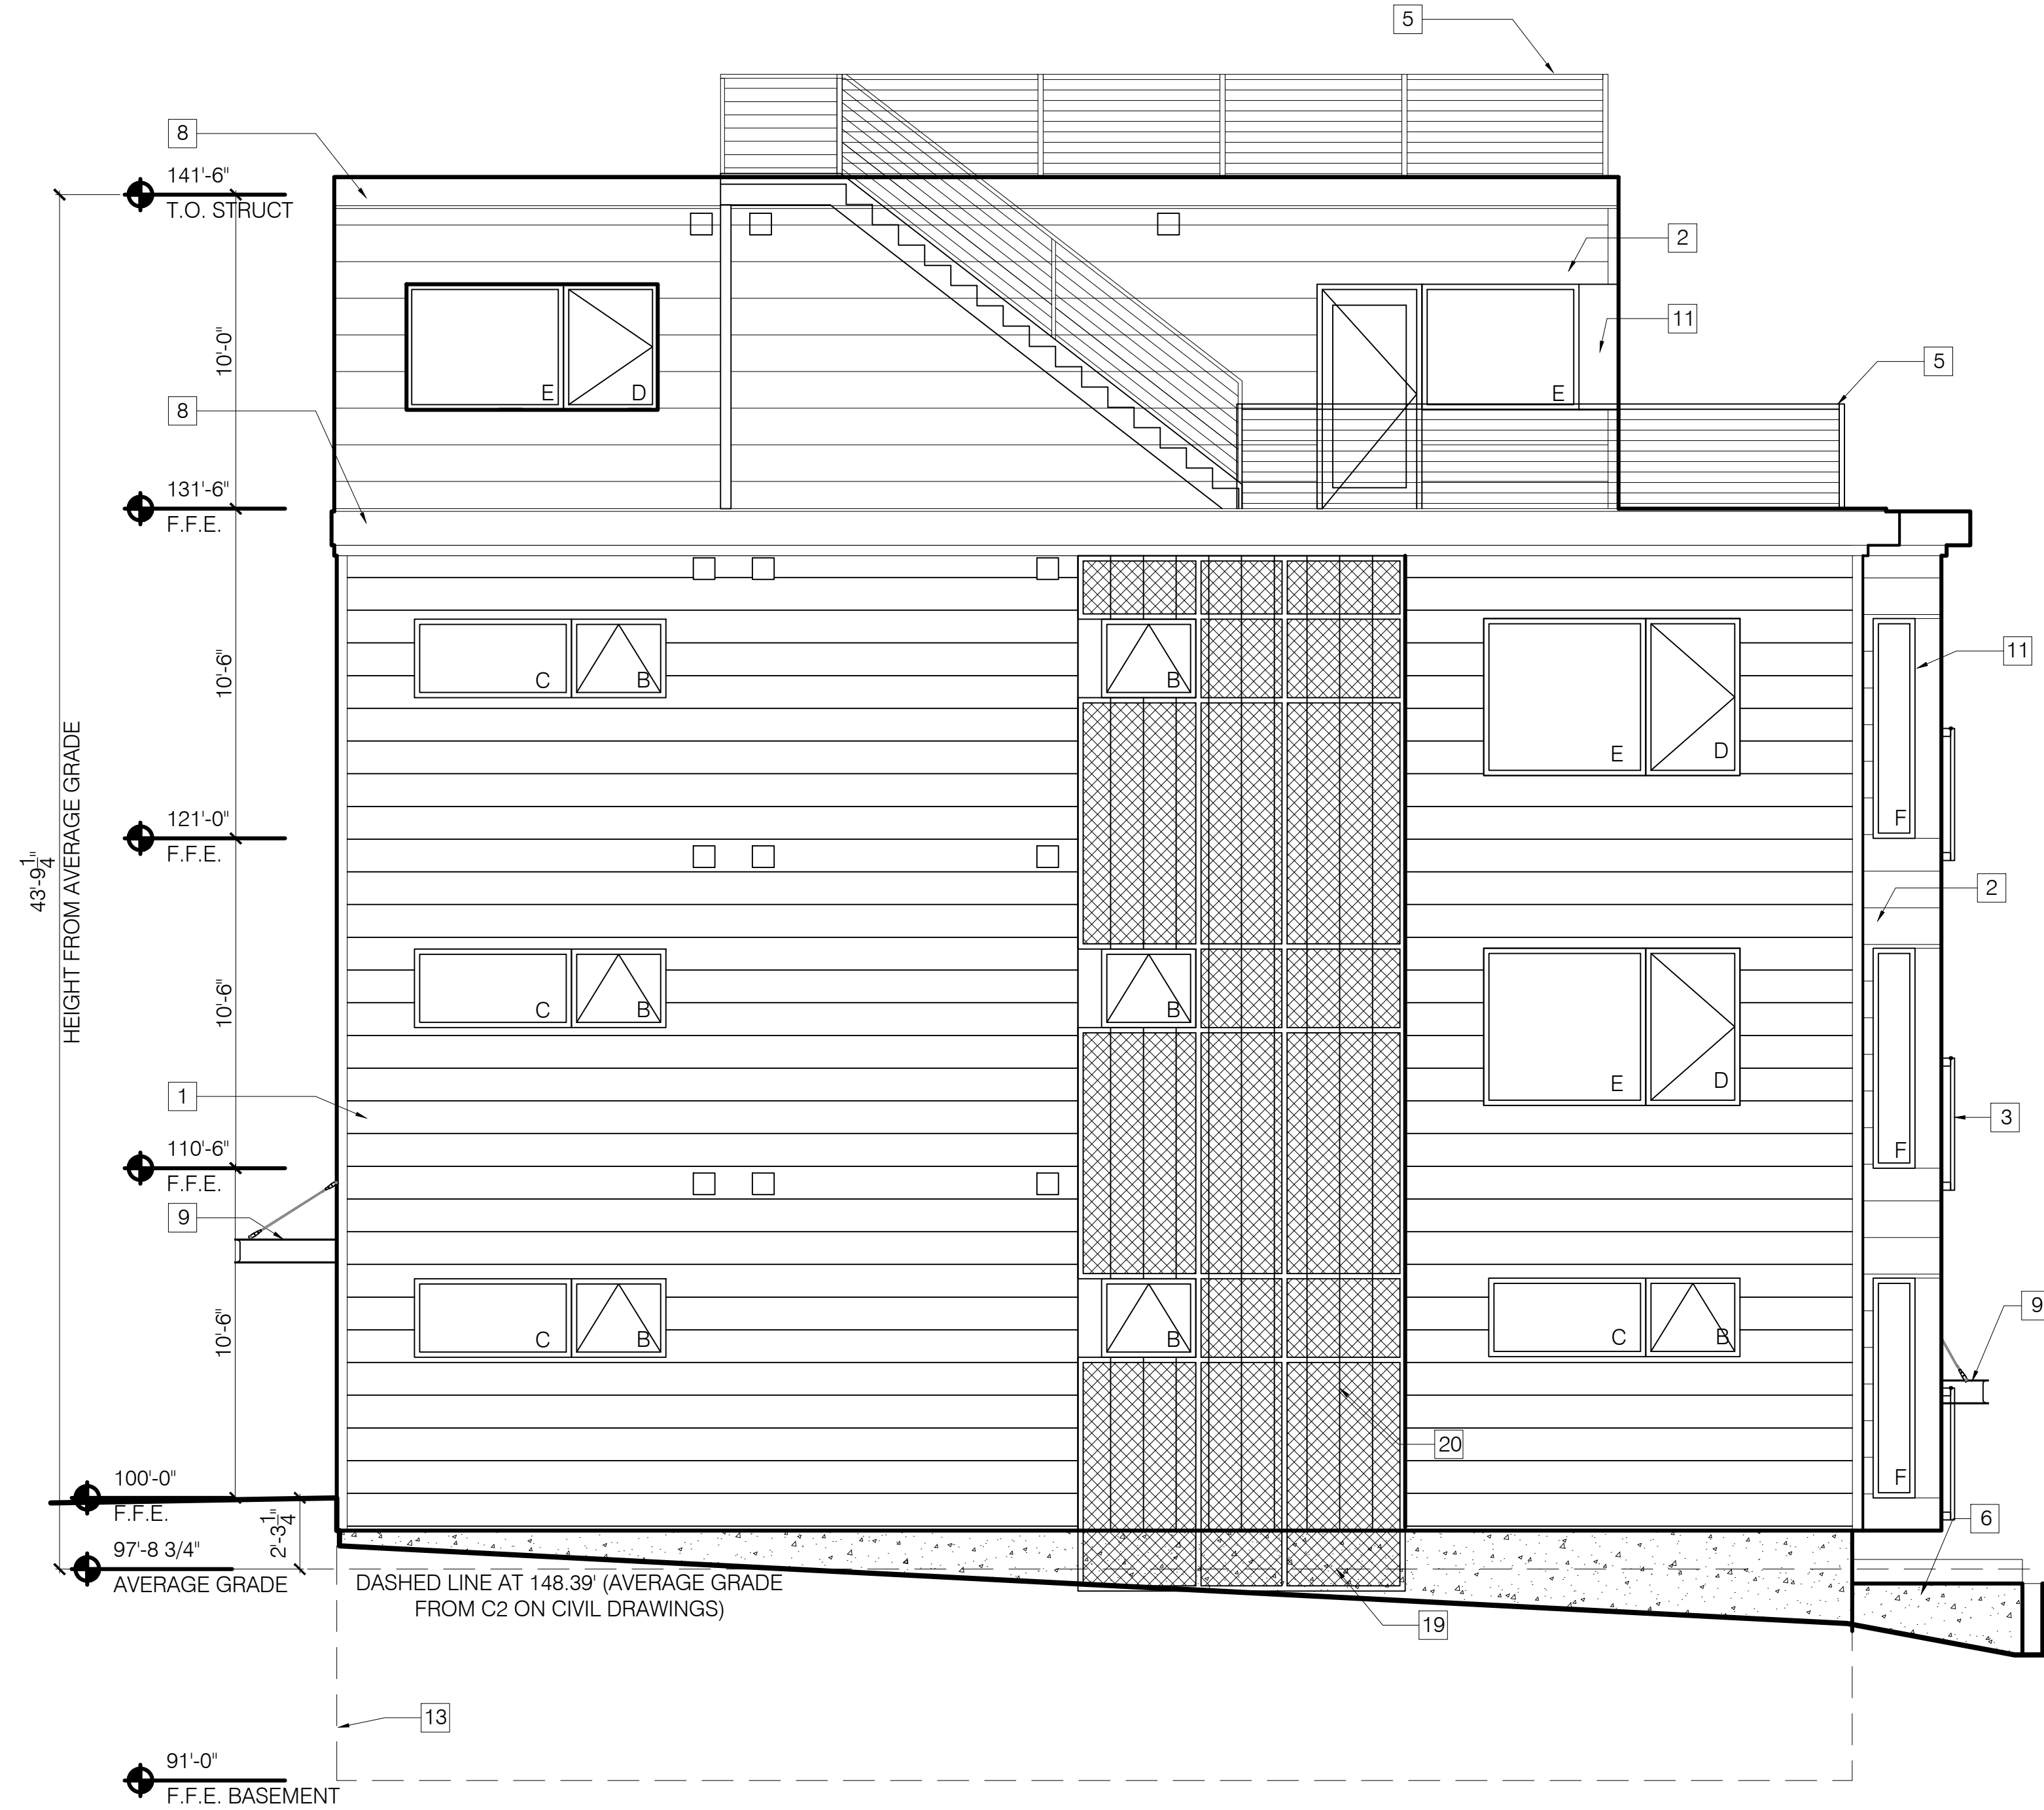 5
8
141'-6"
T.O. STRUCT
2
11
10'-0"
E
D
E
5
8
131'-6"
F.F.E.
10'-6"
C
B
B
E
D
11
F
121'-0"
F.F.E.
43'-9 1/4"
HEIGHT FROM AVERAGE GRADE
2
10'-6"
C
B
B
E
D
F
1
3
110'-6"
F.F.E.
9
10'-6"
C
B
B
C
B
9
20
F
100'-0"
F.F.E.
2'-3 1/4"
6
97'-8 3/4"
AVERAGE GRADE
DASHED LINE AT 148.39' (AVERAGE GRADE
FROM C2 ON CIVIL DRAWINGS)
19
13
91'-0"
F.F.E. BASEMENT